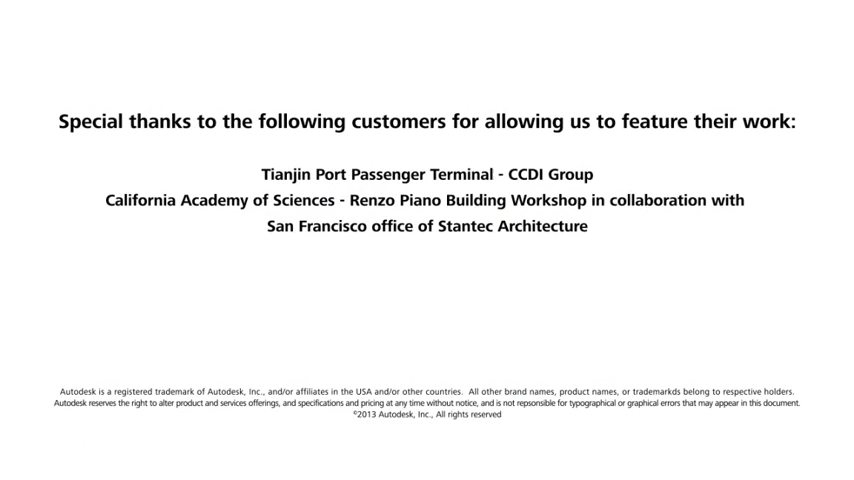 Special thanks to the following customers for allowing us to feature their work:
Tianjin Port Passenger Terminal - CCDI Group
California Academy of Sciences - Renzo Piano Building Workshop in collaboration with
San Francisco office of Stantec Architecture
Autodesk is a registered trademark of Autodesk, Inc., and/or affiliates in the USA and/or other countries.  All other brand names, product names, or trademarkds belong to respective holders.
Autodesk reserves the right to alter product and services offerings, and specifications and pricing at any time without notice, and is not repsonsible for typographical or graphical errors that may appear in this document.
©2013 Autodesk, Inc., All rights reserved